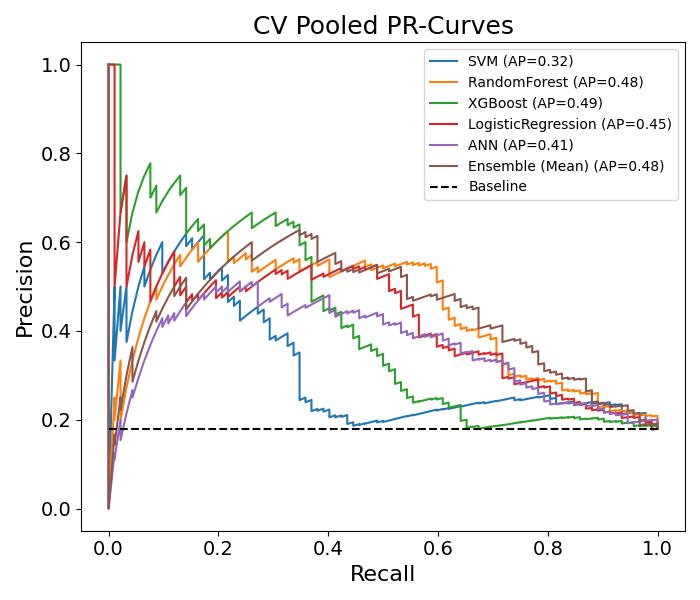 CV Pooled PR-Curves
SVM (AP=0.32)
RandomForest (AP=0.48)
XGBoost (AP=0.49)
LogisticRegression (AP=0.45)
ANN (AP=0.41)
Ensemble (Mean) (AP=0.48)
Baseline
Precision
1.0
0.8
0.6
0.4
0.2
0.0
0.0 0.2 0.4 0.6 0.8 1.0
Recall